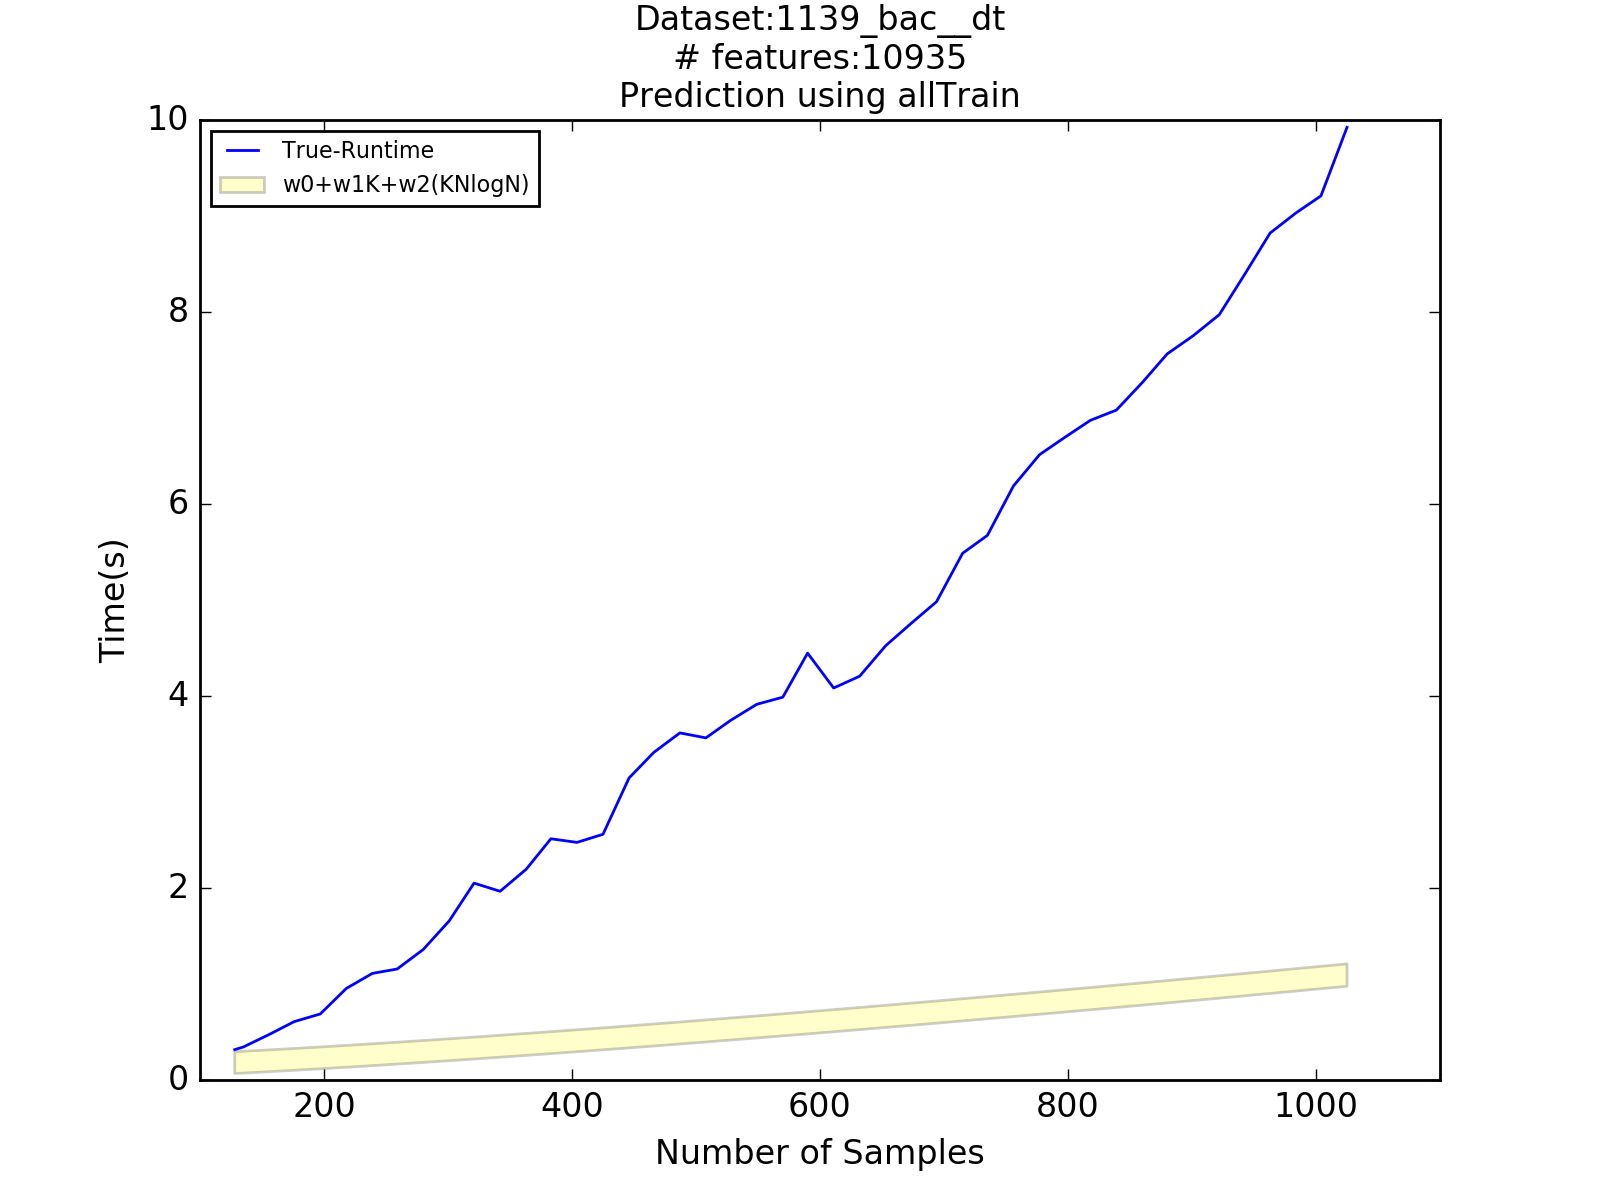 Dataset:1139_bac__dt
# features:10935
Prediction using allTrain
True-Runtime
w0+w1K+w2(KNlogN)
10
8
6
4
2
0
Time(s)
200 400 600 800 1000
Number of Samples